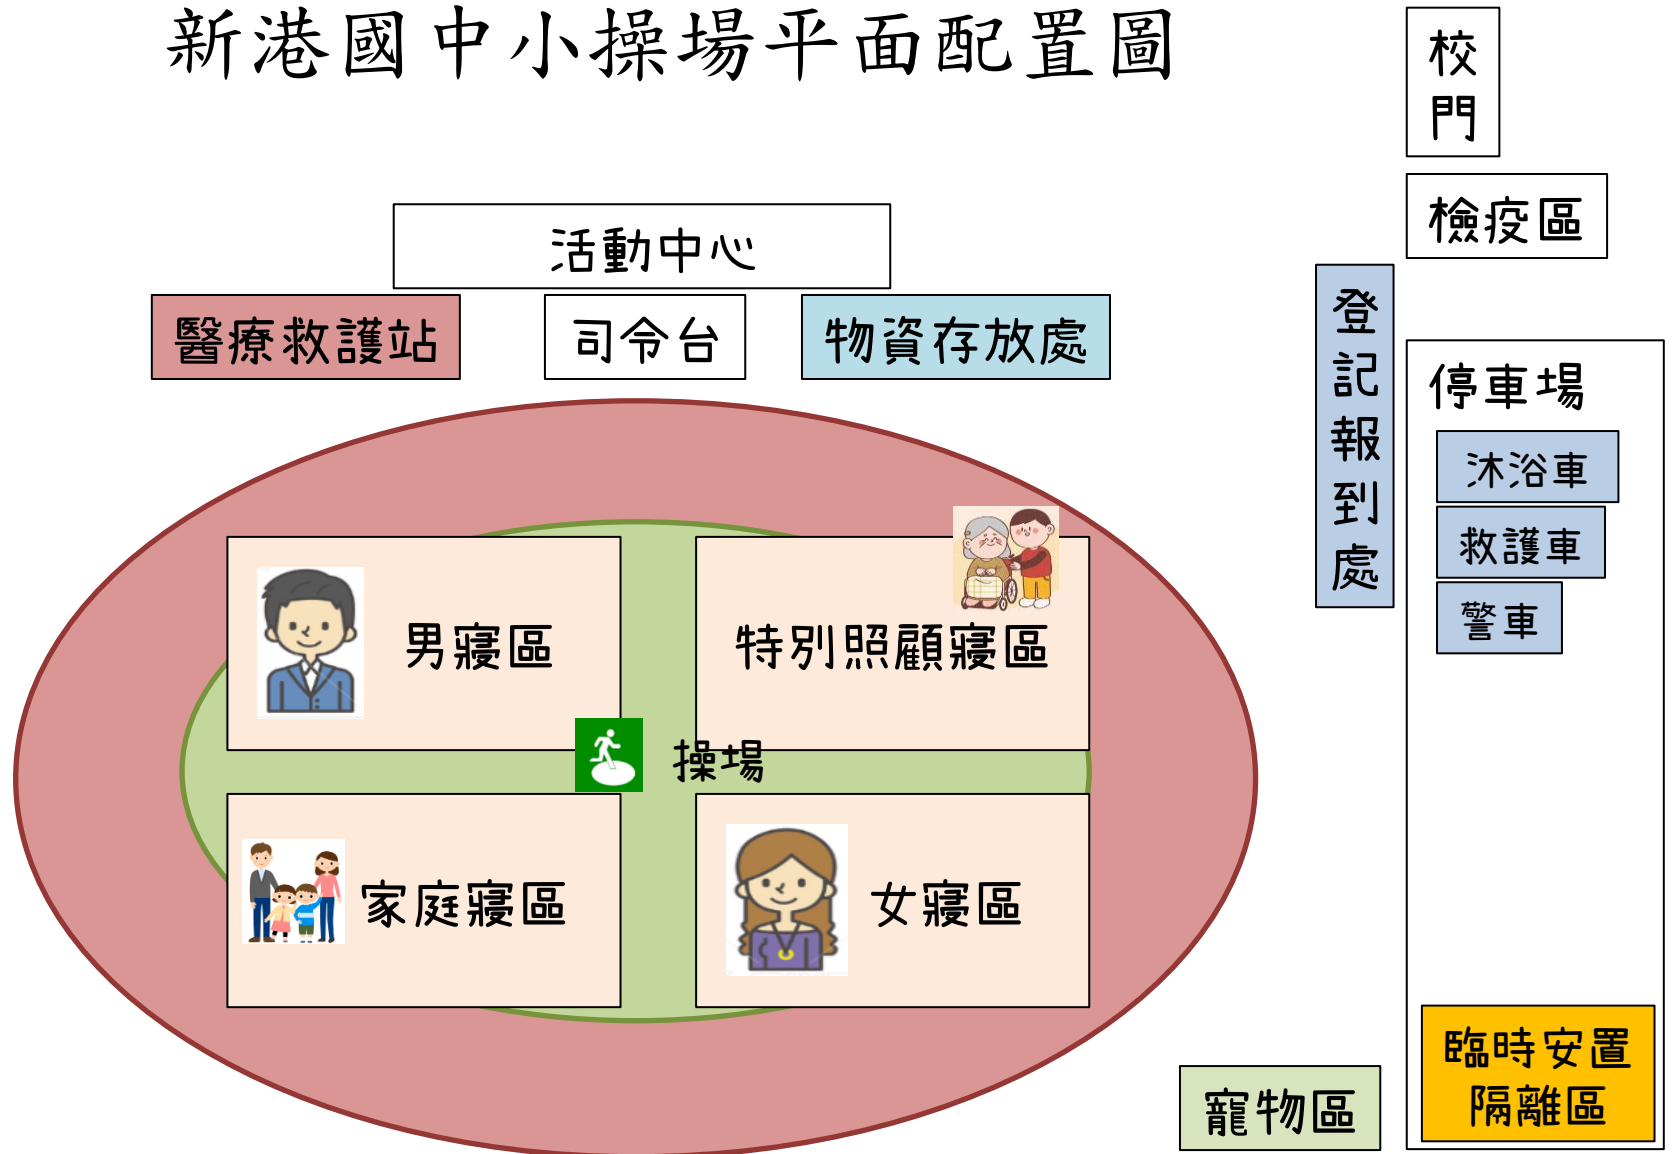 新港國中小操場平面配置圖
校
門
檢疫區
活動中心
醫療救護站
司令台
物資存放處
登
記
報
到
處
停車場
沐浴車
救護車
警車
男寢區
特別照顧寢區
操場
家庭寢區
女寢區
臨時安置
隔離區
寵物區